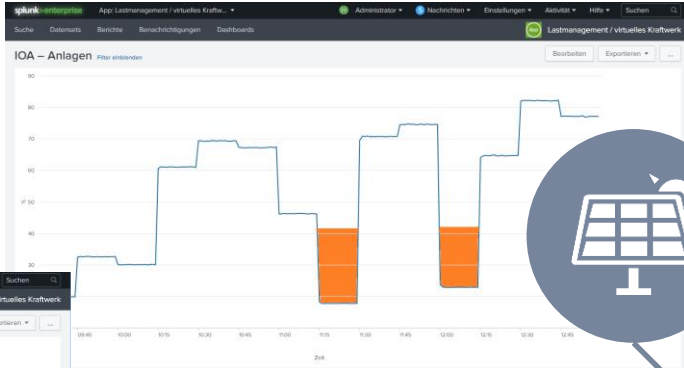 splunk>enterprise App: Lastmanagement / virtuelles Kraftw... Administrator Nachrichten Einstellungen Aktivität Hilfe Suchen
Suche Datensets Berichte Benachrichtigungen Dashboards App Lastmanagement / virtuelles Kraftwerk
IOA – Anlagen Filter einblenden Bearbeiten Exportieren ...
90
80
70
60
% 50
40
30
Suchen
rtuelles Kraftwerk
ortieren ...
09:45 10:00 10:15 10:30 10:45 11:00 11:15 11:30 11:45 12:00 12:15 12:30 12:45
Zeit